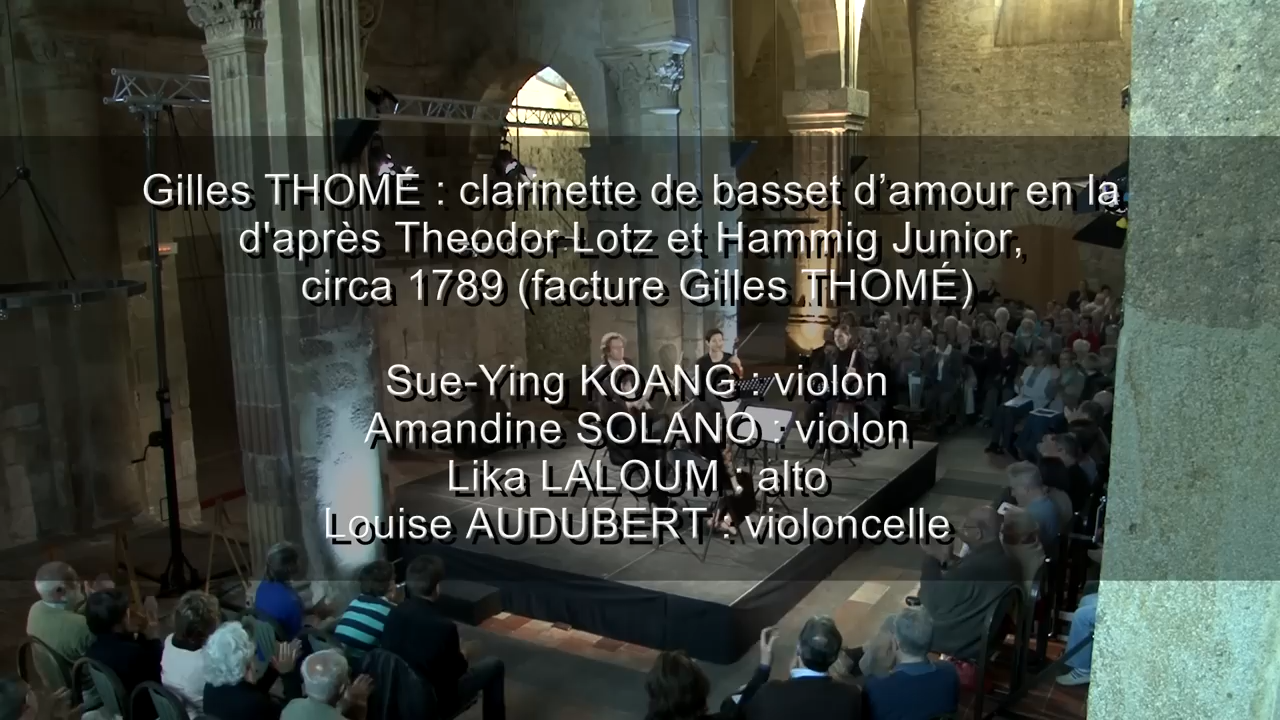 Gilles THOMÉ : clarinette de basset d’amour en la
d'après Theodor Lotz et Hammig Junior,
circa 1789 (facture Gilles THOMÉ)
Sue-Ying KOANG : violon
Amandine SOLANO : violon
Lika LALOUM : alto
Louise AUDUBERT : violoncelle